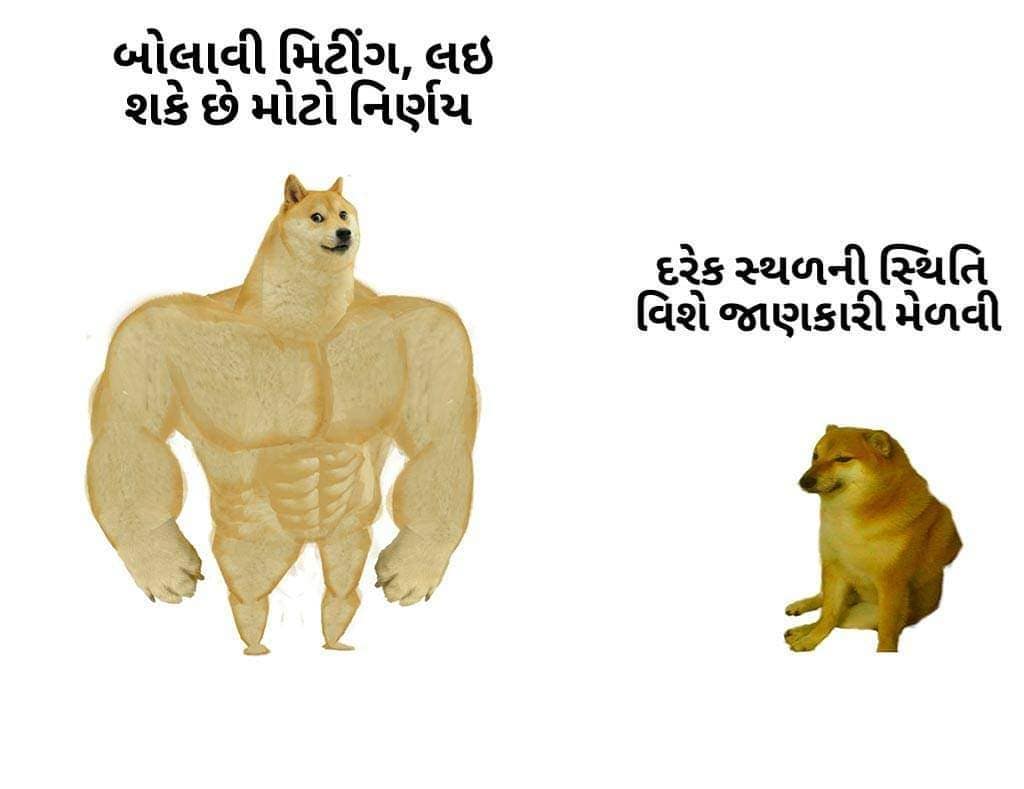 બોલાવી મિટીંગ, લઇ
શકે છે મોટો નિર્ણય
દરેક સ્થળની સ્થિતિ
વિશે જાણકારી મેળવી